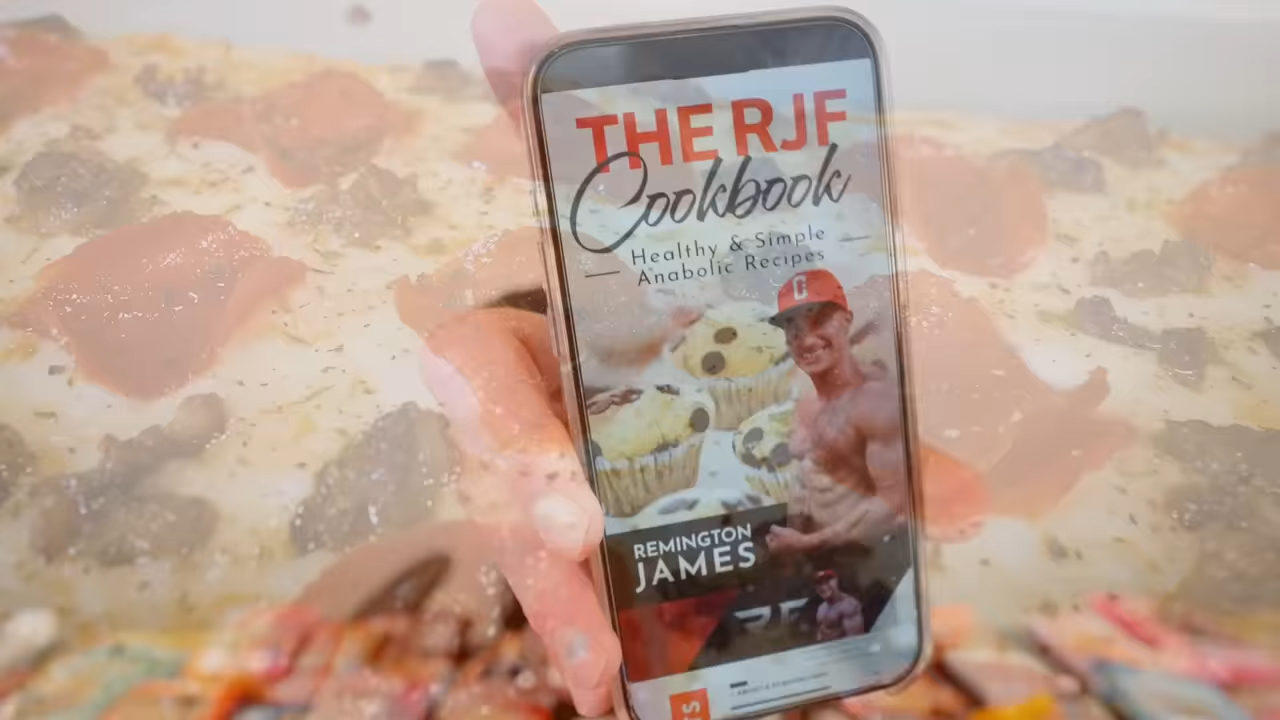 THE RJF
Cookbook
Healthy & Simple
Anabolic Recipes
C
REMINGTON
JAMES